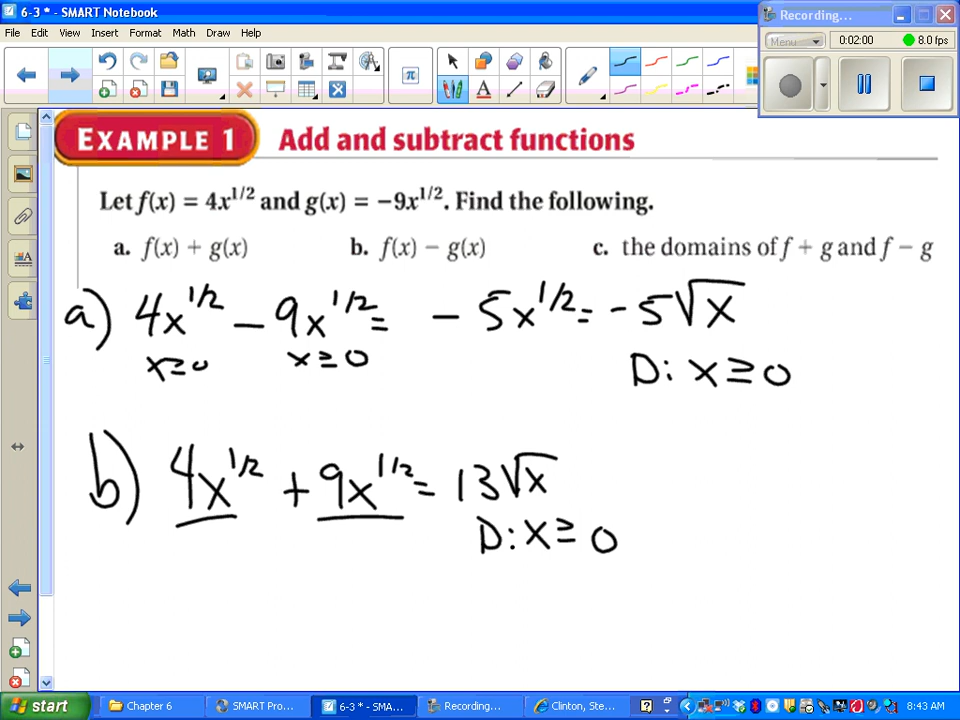 6-3 * - SMART Notebook
Recording...
File Edit View Insert Format Math Draw Help
Menu 0:02:00 8.0 fps
EXAMPLE 1 Add and subtract functions
Let f(x) = 4x^1/2 and g(x) = −9x^1/2. Find the following.
a. f(x) + g(x) b. f(x) − g(x) c. the domains of f + g and f − g
a) 4x^1/2 − 9x^1/2 = −5x^1/2 = −5√x
x≥0 x≥0 D: x≥0
b) 4x^1/2 + 9x^1/2 = 13√x
D: x≥0
start Chapter 6 SMART Pro... 6-3 * - SMA... Recording... Clinton, Ste... 8:43 AM